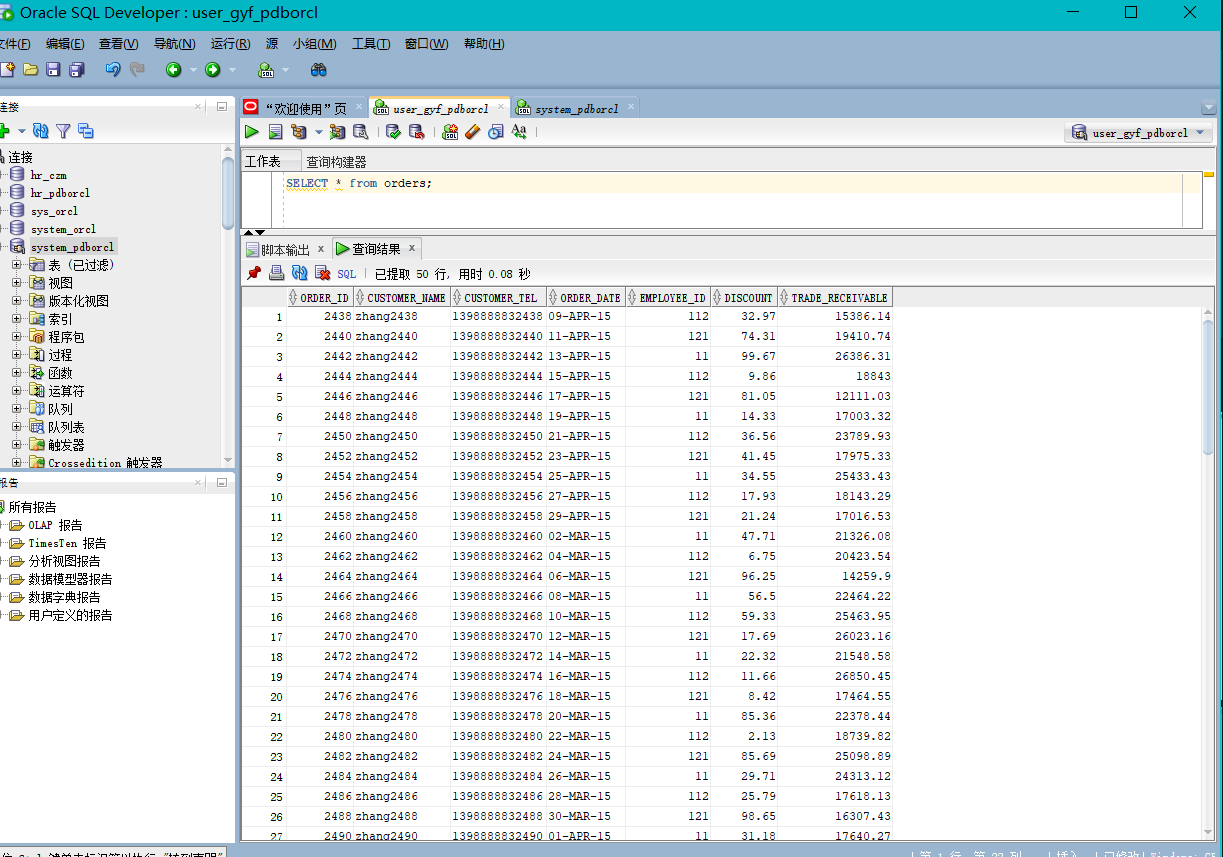 Oracle SQL Developer : user_gyf_pdborcl
文件(F) 编辑(E) 查看(V) 导航(N) 运行(R) 源 小组(M) 工具(T) 窗口(W) 帮助(H)
连接
连接
hr_czm
hr_pdborcl
sys_orcl
system_orcl
system_pdborcl
表 (已过滤)
视图
版本化视图
索引
程序包
过程
函数
运算符
队列
队列表
触发器
Crossedition 触发器
报告
所有报告
OLAP 报告
TimesTen 报告
分析视图报告
数据模型器报告
数据字典报告
用户定义的报告
“欢迎使用”页 user_gyf_pdborcl system_pdborcl
user_gyf_pdborcl
工作表 查询构建器
SELECT * from orders;
脚本输出 x 查询结果 x
SQL | 已提取 50 行, 用时 0.08 秒
ORDER_ID CUSTOMER_NAME CUSTOMER_TEL ORDER_DATE EMPLOYEE_ID DISCOUNT TRADE_RECEIVABLE
1 2438 zhang2438 1398888832438 09-APR-15 112 32.97 15386.14
2 2440 zhang2440 1398888832440 11-APR-15 121 74.31 19410.74
3 2442 zhang2442 1398888832442 13-APR-15 11 99.67 26386.31
4 2444 zhang2444 1398888832444 15-APR-15 112 9.86 18843
5 2446 zhang2446 1398888832446 17-APR-15 121 81.05 12111.03
6 2448 zhang2448 1398888832448 19-APR-15 11 14.33 17003.32
7 2450 zhang2450 1398888832450 21-APR-15 112 36.56 23789.93
8 2452 zhang2452 1398888832452 23-APR-15 121 41.45 17975.33
9 2454 zhang2454 1398888832454 25-APR-15 11 34.55 25433.43
10 2456 zhang2456 1398888832456 27-APR-15 112 17.93 18143.29
11 2458 zhang2458 1398888832458 29-APR-15 121 21.24 17016.53
12 2460 zhang2460 1398888832460 02-MAR-15 11 47.71 21326.08
13 2462 zhang2462 1398888832462 04-MAR-15 112 6.75 20423.54
14 2464 zhang2464 1398888832464 06-MAR-15 121 96.25 14259.9
15 2466 zhang2466 1398888832466 08-MAR-15 11 56.5 22464.22
16 2468 zhang2468 1398888832468 10-MAR-15 112 59.33 25463.95
17 2470 zhang2470 1398888832470 12-MAR-15 121 17.69 26023.16
18 2472 zhang2472 1398888832472 14-MAR-15 11 22.32 21548.58
19 2474 zhang2474 1398888832474 16-MAR-15 112 11.66 26850.45
20 2476 zhang2476 1398888832476 18-MAR-15 121 8.42 17464.55
21 2478 zhang2478 1398888832478 20-MAR-15 11 85.36 22378.44
22 2480 zhang2480 1398888832480 22-MAR-15 112 2.13 18739.82
23 2482 zhang2482 1398888832482 24-MAR-15 121 85.69 25098.89
24 2484 zhang2484 1398888832484 26-MAR-15 11 29.71 24313.12
25 2486 zhang2486 1398888832486 28-MAR-15 112 25.79 17618.13
26 2488 zhang2488 1398888832488 30-MAR-15 121 98.65 16307.43
27 2490 zhang2490 1398888832490 01-APR-15 11 31.18 17640.27